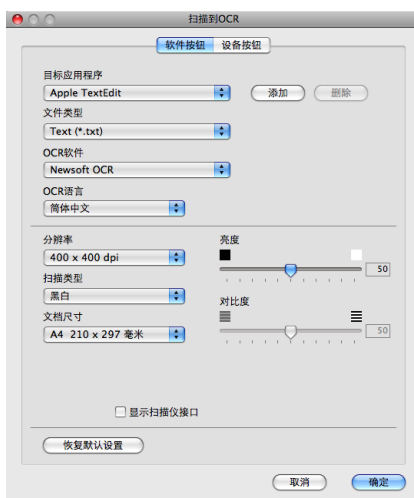 扫描到OCR
软件按钮 设备按钮
目标应用程序
Apple TextEdit
添加 删除
文件类型
Text (*.txt)
OCR软件
Newsoft OCR
OCR语言
简体中文
分辨率
400 x 400 dpi
扫描类型
黑白
文档尺寸
A4 210 x 297 毫米
亮度
50
对比度
50
显示扫描仪接口
恢复默认设置
取消 确定